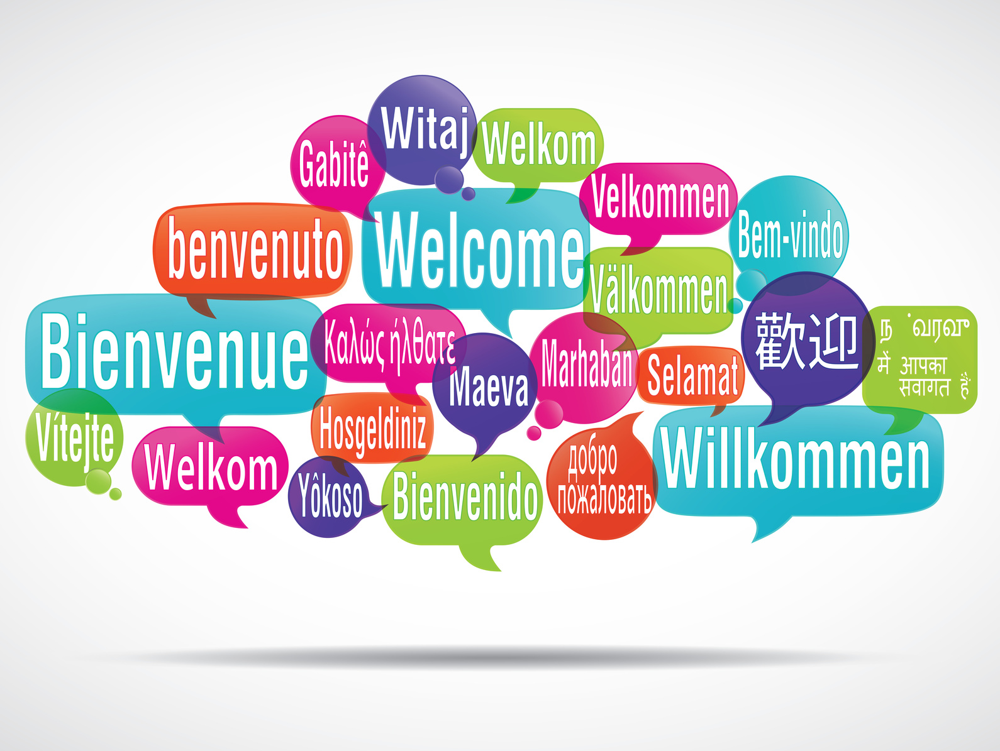 Witaj
Welkom
Gabitê
Velkommen
Bem-vindo
benvenuto
Welcome
Välkommen
Bienvenue
Καλώς ήλθατε
Marhaban
歡迎
வரவு
में आपका
सवागत
Maeva
Selamat
Vítejte
Hosgeldiniz
Welkom
добро
пожаловать
Willkommen
Yôkoso
Bienvenido